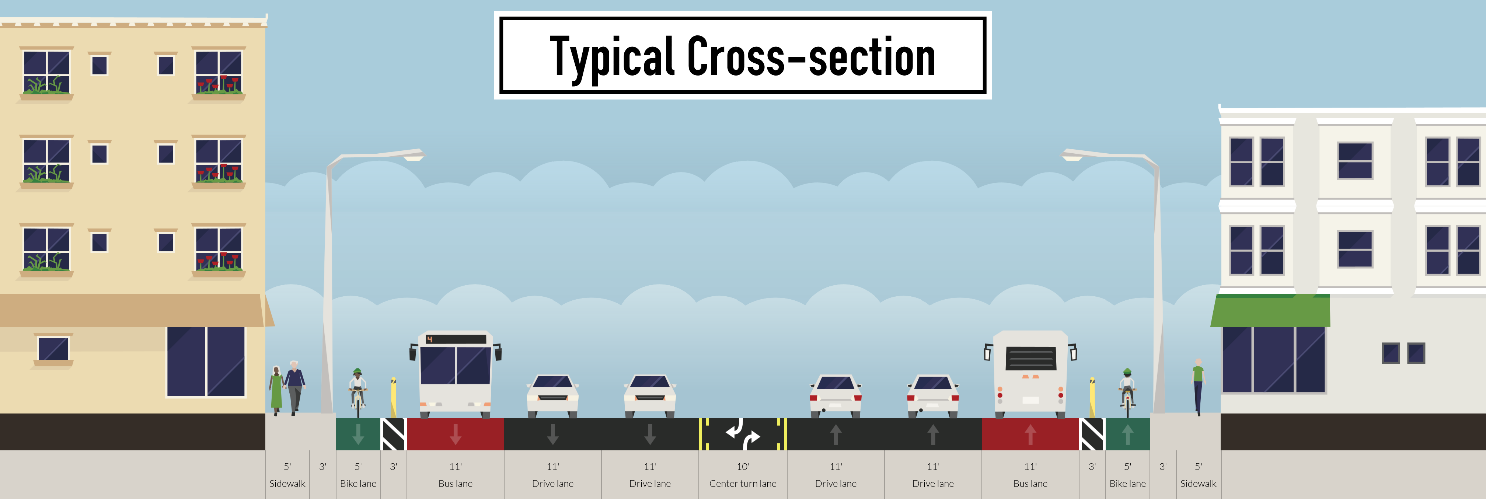 Typical Cross-section
4
5' 3' 5' 3' 11' 11' 11' 10' 11' 11' 11' 3' 5' 3' 5'
Sidewalk Bike lane Bus lane Drive lane Drive lane Center turn lane Drive lane Drive lane Bus lane Bike lane Sidewalk